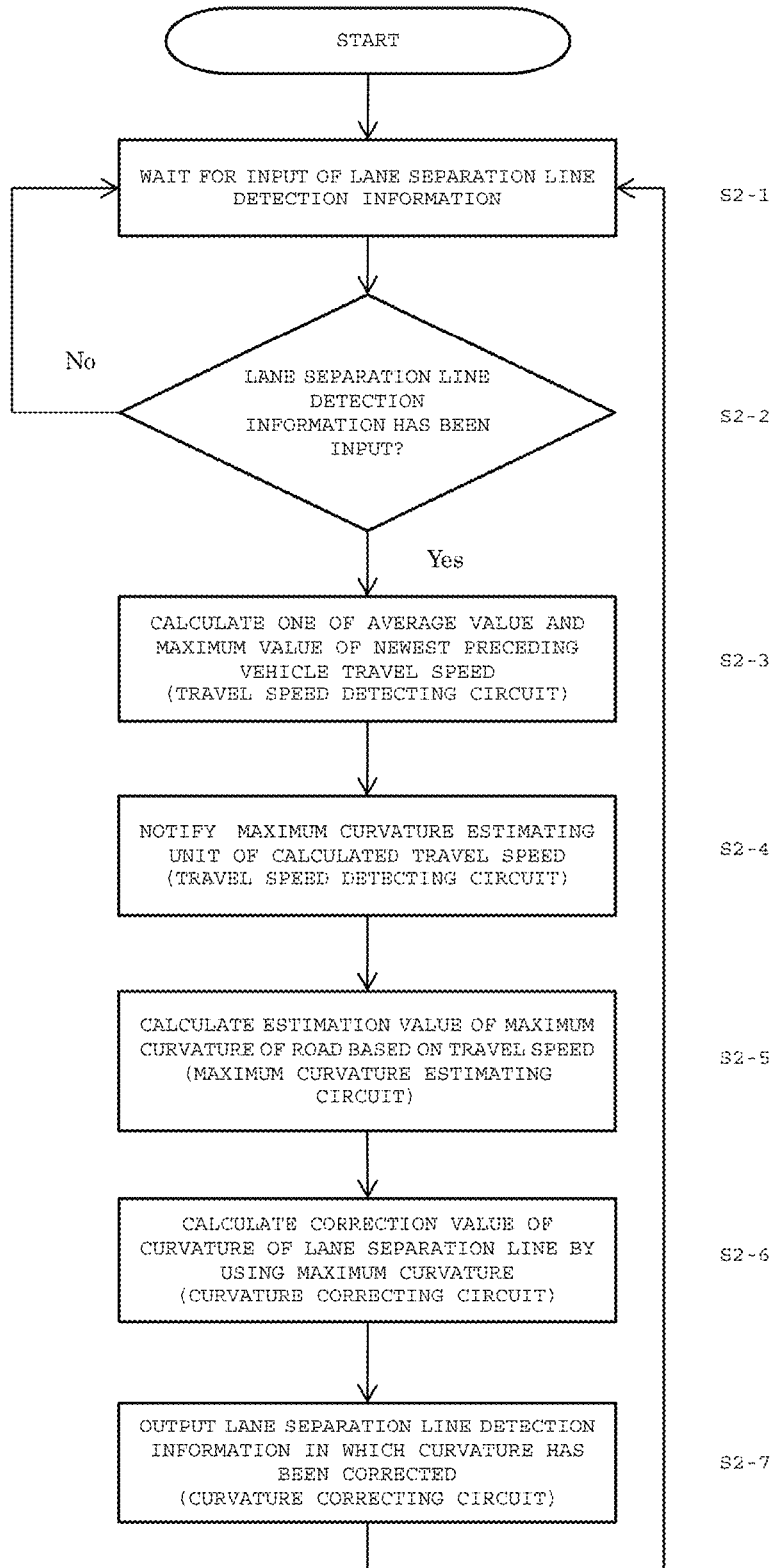 START
WAIT FOR INPUT OF LANE SEPARATION LINE
DETECTION INFORMATION
S2-1
No
LANE SEPARATION LINE
DETECTION
INFORMATION HAS BEEN
INPUT?
S2-2
Yes
CALCULATE ONE OF AVERAGE VALUE AND
MAXIMUM VALUE OF NEWEST PRECEDING
VEHICLE TRAVEL SPEED
(TRAVEL SPEED DETECTING CIRCUIT)
S2-3
NOTIFY MAXIMUM CURVATURE ESTIMATING
UNIT OF CALCULATED TRAVEL SPEED
(TRAVEL SPEED DETECTING CIRCUIT)
S2-4
CALCULATE ESTIMATION VALUE OF MAXIMUM
CURVATURE OF ROAD BASED ON TRAVEL SPEED
(MAXIMUM CURVATURE ESTIMATING
CIRCUIT)
S2-5
CALCULATE CORRECTION VALUE OF
CURVATURE OF LANE SEPARATION LINE BY
USING MAXIMUM CURVATURE
(CURVATURE CORRECTING CIRCUIT)
S2-6
OUTPUT LANE SEPARATION LINE DETECTION
INFORMATION IN WHICH CURVATURE HAS
BEEN CORRECTED
(CURVATURE CORRECTING CIRCUIT)
S2-7